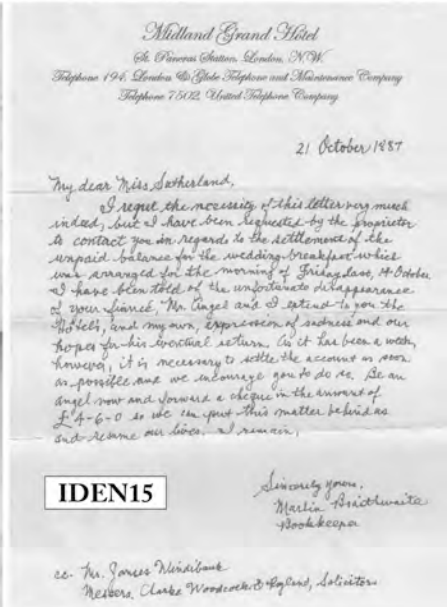 Midland Grand Hotel
St. Pancras Station, London, N.W.
Telephone 194, London & Globe Telephone and Maintenance Company
Telephone 7502, United Telephone Company
21 October 1887
My dear Miss Sutherland,
I regret the necessity of this letter very much
indeed, but I have been requested by the proprietor
to contact you in regards to the settlement of the
unpaid balance for the wedding breakfast which
was arranged for the morning of Friday last, 14 October.
I have been told of the unfortunate disappearance
of your fiancé, Mr. Angel and I extend to you the
Hotel's, and my own, expression of sadness and our
hopes for his eventual return. As it has been a week,
however, it is necessary to settle the account as soon
as possible and we encourage you to do so. Be an
angel now and forward a cheque in the amount of
£4-6-0 so we can put this matter behind us
and resume our lives. I remain,
Sincerely yours,
Martin Braithwaite
Bookkeeper
IDEN15
cc. Mr. James Windibank
Messers. Clarke Woodcock & Ryland, Solicitors